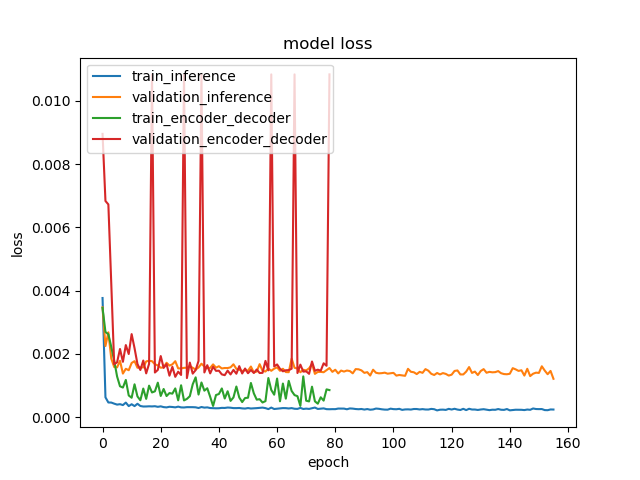 model loss
train_inference
validation_inference
train_encoder_decoder
validation_encoder_decoder
0.010
0.008
0.006
0.004
0.002
0.000
loss
0 20 40 60 80 100 120 140 160
epoch